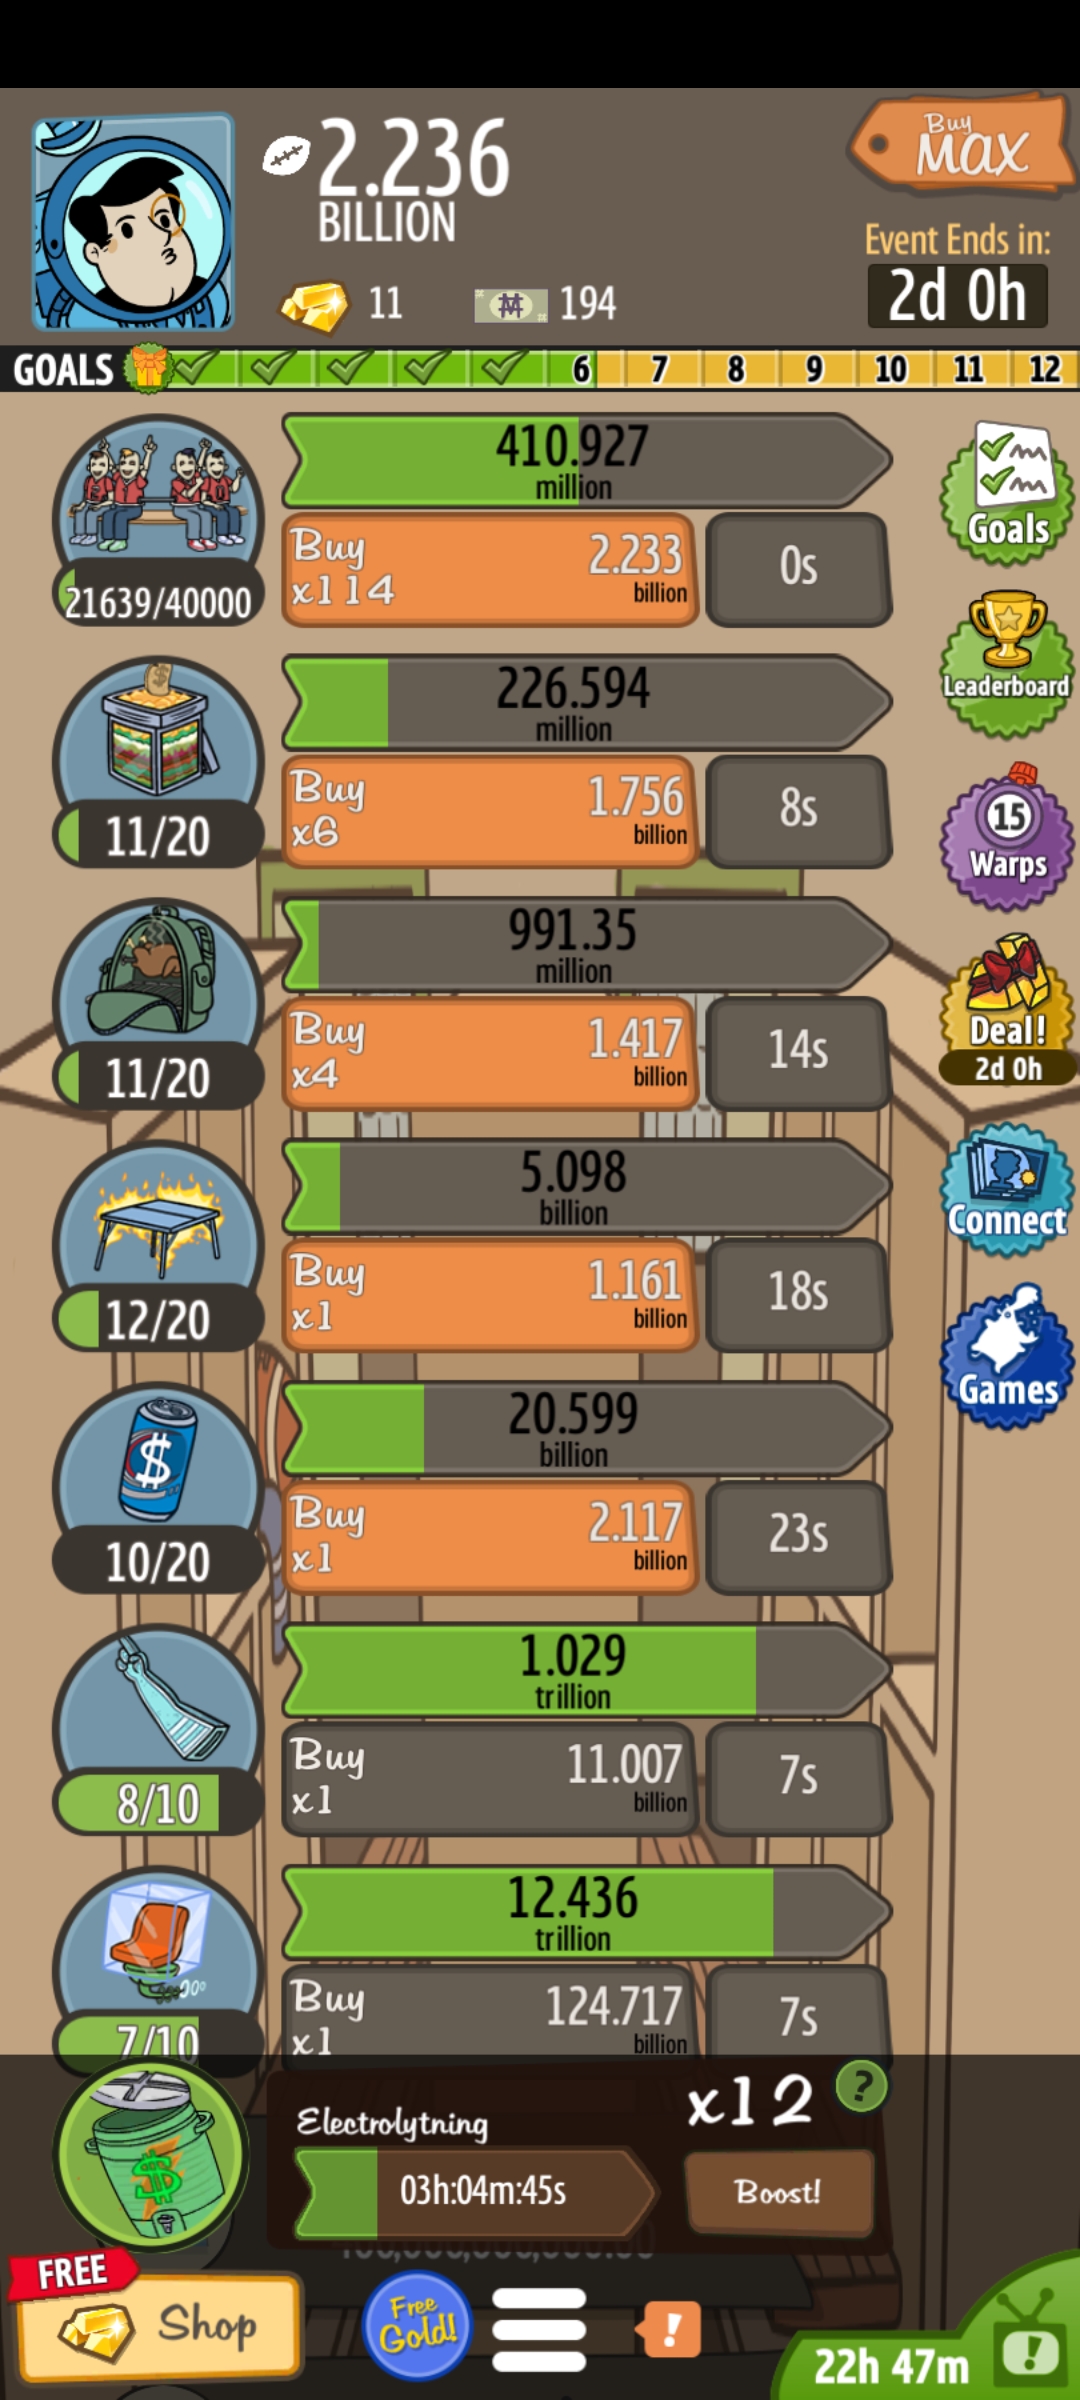 2.236
BILLION
Buy
MAX
Event Ends in:
2d 0h
11
194
GOALS 6 7 8 9 10 11 12
410.927
million
Buy
x114
2.233
billion
0s
21639/40000
Goals
226.594
million
Buy
x6
1.756
billion
8s
11/20
Leaderboard
991.35
million
Buy
x4
1.417
billion
14s
11/20
15
Warps
Deal!
2d 0h
5.098
billion
Buy
x1
1.161
billion
18s
12/20
Connect
20.599
billion
Buy
x1
2.117
billion
23s
10/20
Games
1.029
trillion
Buy
x1
11.007
billion
7s
8/10
12.436
trillion
Buy
x1
124.717
billion
7s
7/10
$
Electrolytning
x12
?
03h:04m:45s
Boost!
FREE
Shop
Free
Gold!
!
22h 47m
!